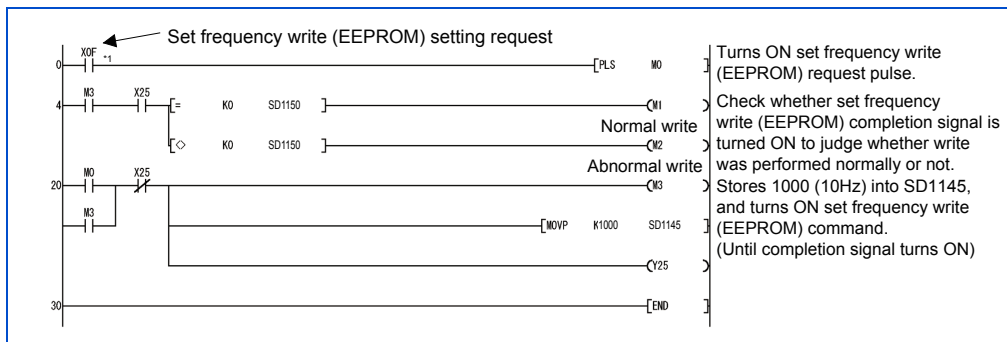 Set frequency write (EEPROM) setting request
X0F *1
0 [PLS M0 ] Turns ON set frequency write
(EEPROM) request pulse.
M3 X25
4 [= K0 SD1150 ] (M1 ) Check whether set frequency
Normal write write (EEPROM) completion signal is
[<> K0 SD1150 ] (M2 ) turned ON to judge whether write
Abnormal write was performed normally or not.
M0 X25
20 (M3 ) Stores 1000 (10Hz) into SD1145,
M3 and turns ON set frequency write
[MOVP K1000 SD1145 ] (EEPROM) command.
(Until completion signal turns ON)
(Y25 )
30 [END ]